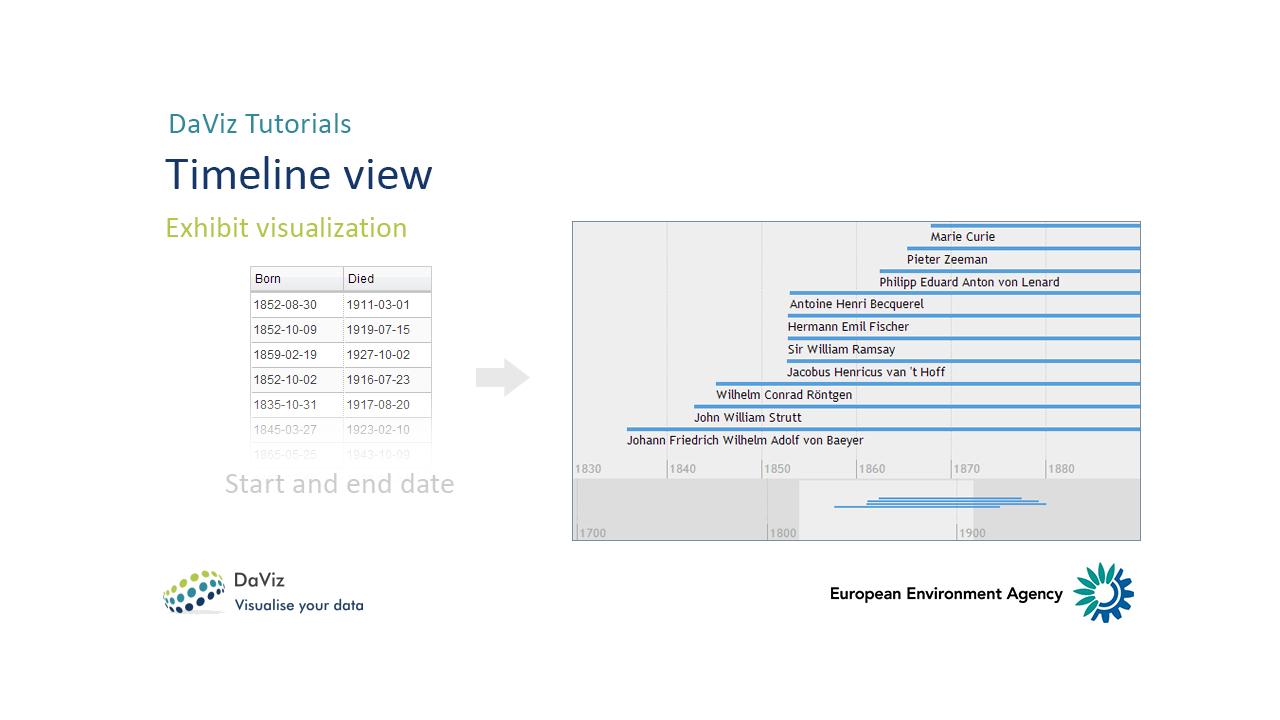 DaViz Tutorials
Timeline view
Exhibit visualization
Born Died
1852-08-30 1911-03-01
1852-10-09 1919-07-15
1859-02-19 1927-10-02
1852-10-02 1916-07-23
1835-10-31 1917-08-20
1845-03-27 1923-02-10
1865-05-25 1943-10-09
Start and end date
Marie Curie
Pieter Zeeman
Philipp Eduard Anton von Lenard
Antoine Henri Becquerel
Hermann Emil Fischer
Sir William Ramsay
Jacobus Henricus van 't Hoff
Wilhelm Conrad Röntgen
John William Strutt
Johann Friedrich Wilhelm Adolf von Baeyer
1830 1840 1850 1860 1870 1880
1700 1800 1900
DaViz
Visualise your data
European Environment Agency